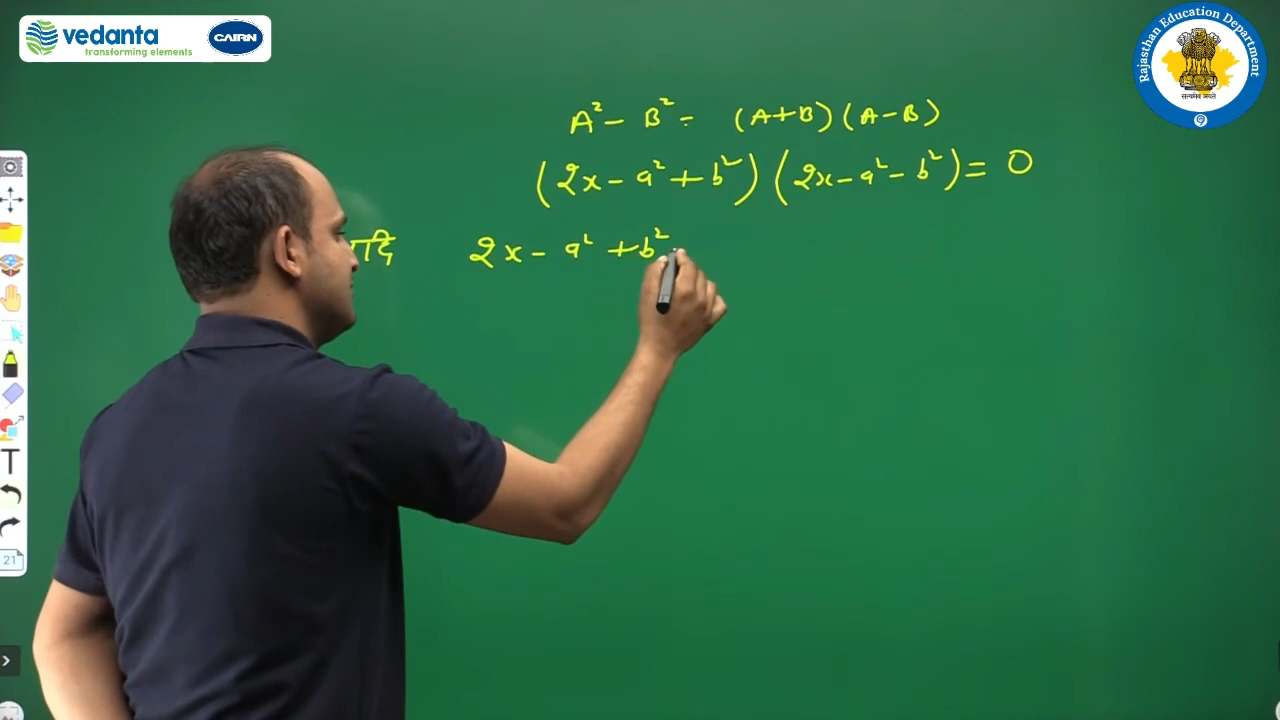 vedanta
transforming elements
CAIRN
Rajasthan Education Department
सत्यमेव जयते
A² - B² = (A+B) (A-B)
(2x - a² + b²) (2x - a² - b²) = 0
2x - a² + b²
T
21